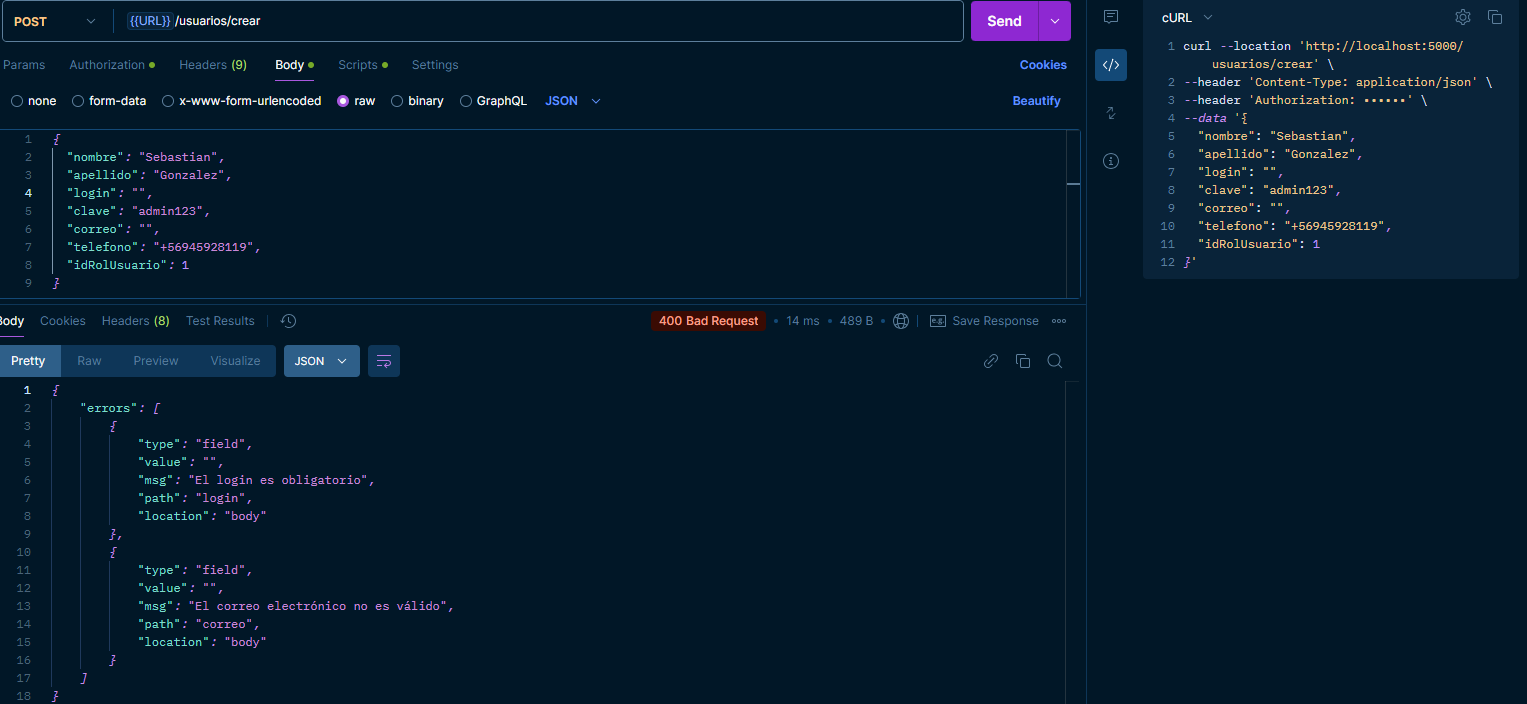 POST {{URL}} /usuarios/crear Send
Params Authorization Headers (9) Body Scripts Settings Cookies
none form-data x-www-form-urlencoded raw binary GraphQL JSON Beautify
1 {
2 "nombre": "Sebastian",
3 "apellido": "Gonzalez",
4 "login": "",
5 "clave": "admin123",
6 "correo": "",
7 "telefono": "+56945928119",
8 "idRolUsuario": 1
9 }
Body Cookies Headers (8) Test Results 400 Bad Request • 14 ms • 489 B • e.g. Save Response
Pretty Raw Preview Visualize JSON
1 {
2 "errors": [
3 {
4 "type": "field",
5 "value": "",
6 "msg": "El login es obligatorio",
7 "path": "login",
8 "location": "body"
9 },
10 {
11 "type": "field",
12 "value": "",
13 "msg": "El correo electrónico no es válido",
14 "path": "correo",
15 "location": "body"
16 }
17 ]
18 }
cURL
1 curl --location 'http://localhost:5000/
usuarios/crear' \
2 --header 'Content-Type: application/json' \
3 --header 'Authorization: ••••••' \
4 --data '{
5 "nombre": "Sebastian",
6 "apellido": "Gonzalez",
7 "login": "",
8 "clave": "admin123",
9 "correo": "",
10 "telefono": "+56945928119",
11 "idRolUsuario": 1
12 }'